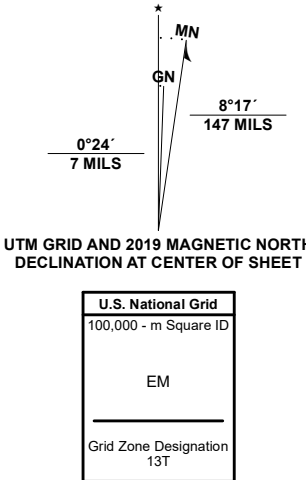 ★
MN
GN
8°17´
147 MILS
0°24´
7 MILS
UTM GRID AND 2019 MAGNETIC NORTH
DECLINATION AT CENTER OF SHEET
U.S. National Grid
100,000 - m Square ID
EM
Grid Zone Designation
13T